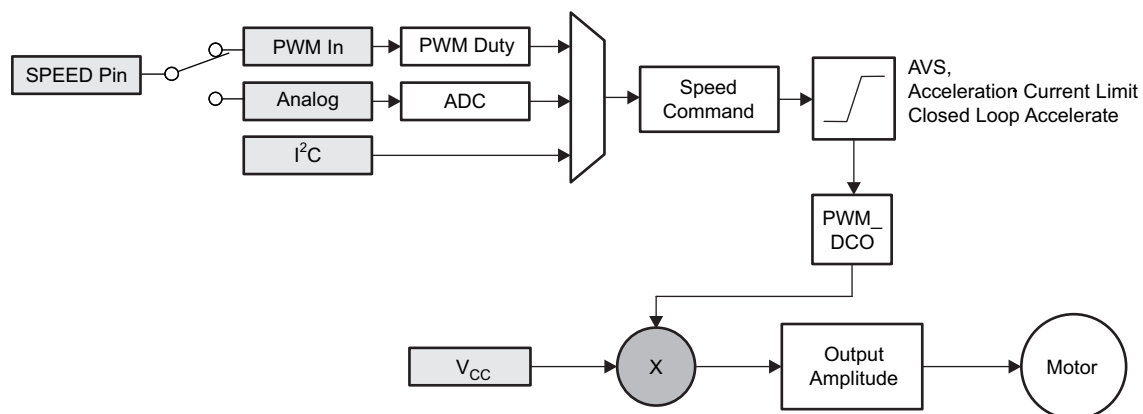 SPEED Pin
PWM In
PWM Duty
Analog
ADC
I²C
Speed
Command
AVS,
Acceleration Current Limit
Closed Loop Accelerate
PWM_
DCO
V_CC
X
Output
Amplitude
Motor